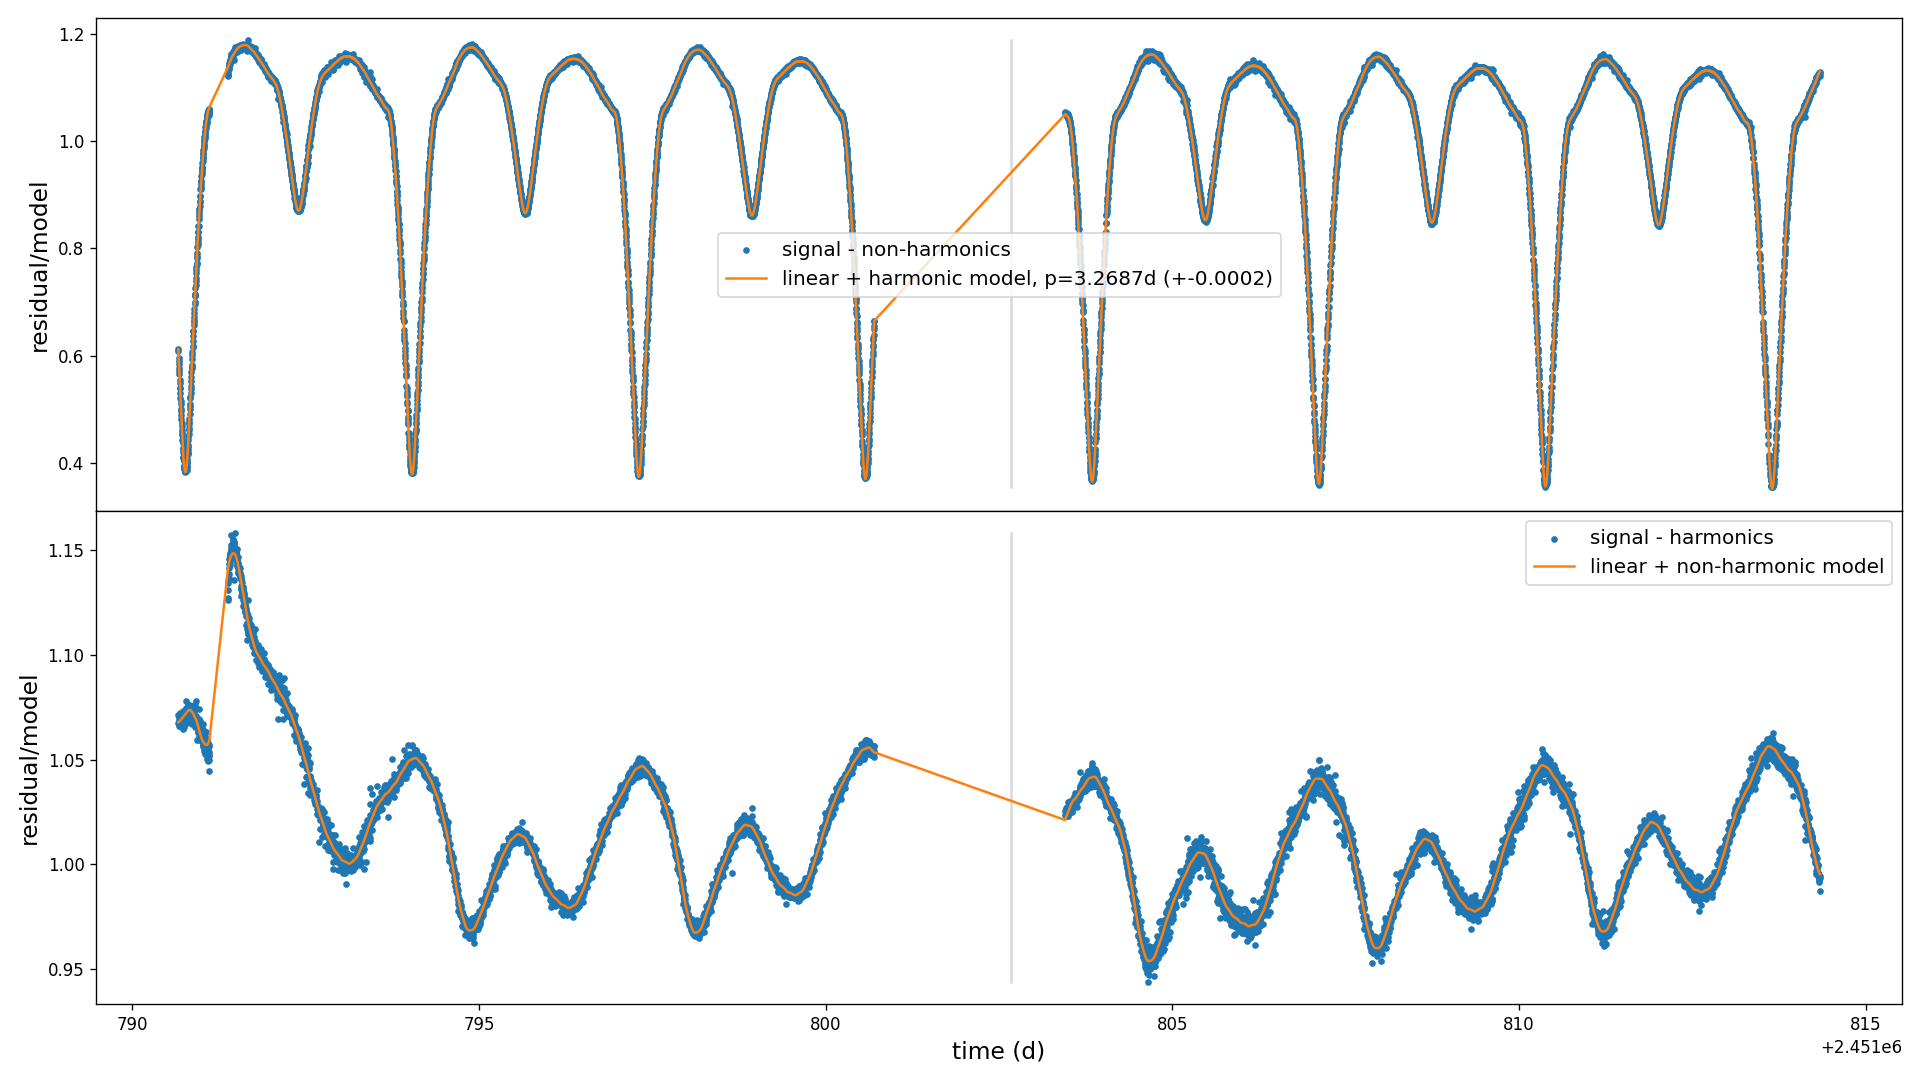 1.2
1.0
0.8
0.6
0.4
residual/model
signal - non-harmonics
linear + harmonic model, p=3.2687d (+-0.0002)
1.15
1.10
1.05
1.00
0.95
residual/model
signal - harmonics
linear + non-harmonic model
790 795 800 805 810 815
time (d)
+2.451e6